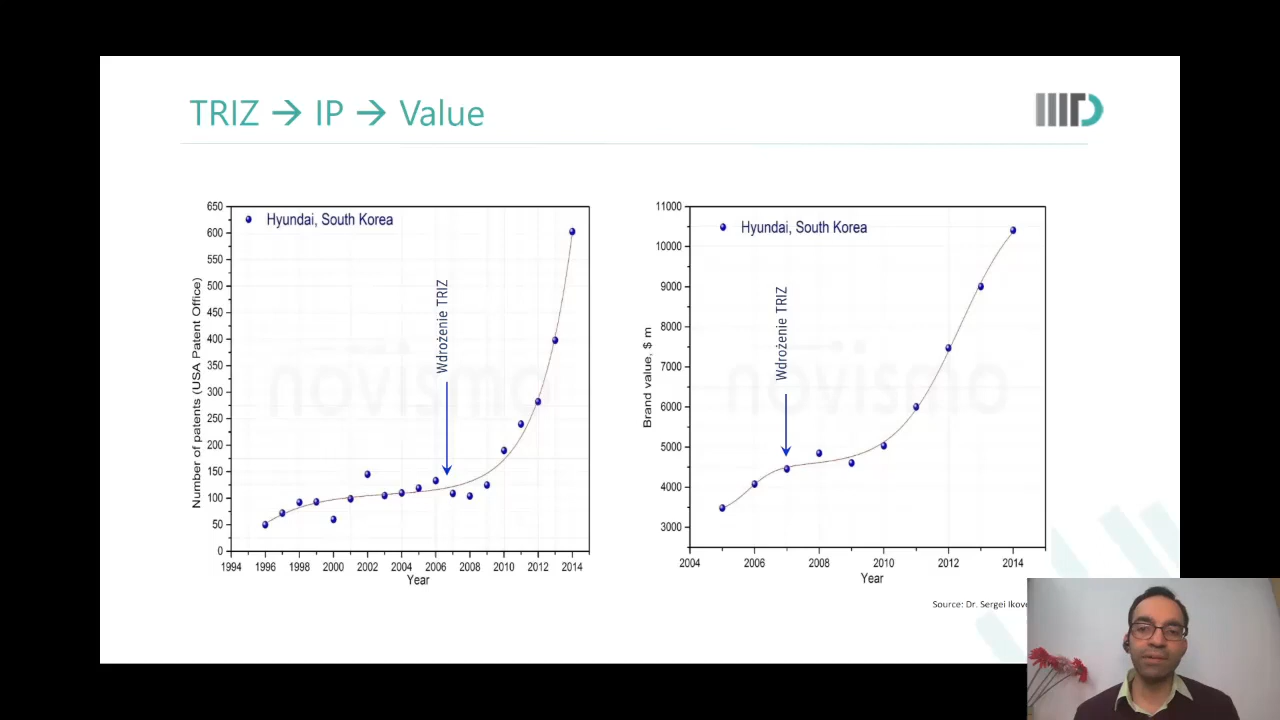 TRIZ → IP → Value
Hyundai, South Korea
Number of patents (USA Patent Office)
650
600
550
500
450
400
350
300
250
200
150
100
50
0
Wdrożenie TRIZ
novismo
1994 1996 1998 2000 2002 2004 2006 2008 2010 2012 2014
Year
Hyundai, South Korea
Brand value, $ m
11000
10000
9000
8000
7000
6000
5000
4000
3000
Wdrożenie TRIZ
novismo
2004 2006 2008 2010 2012 2014
Year
Source: Dr. Sergei